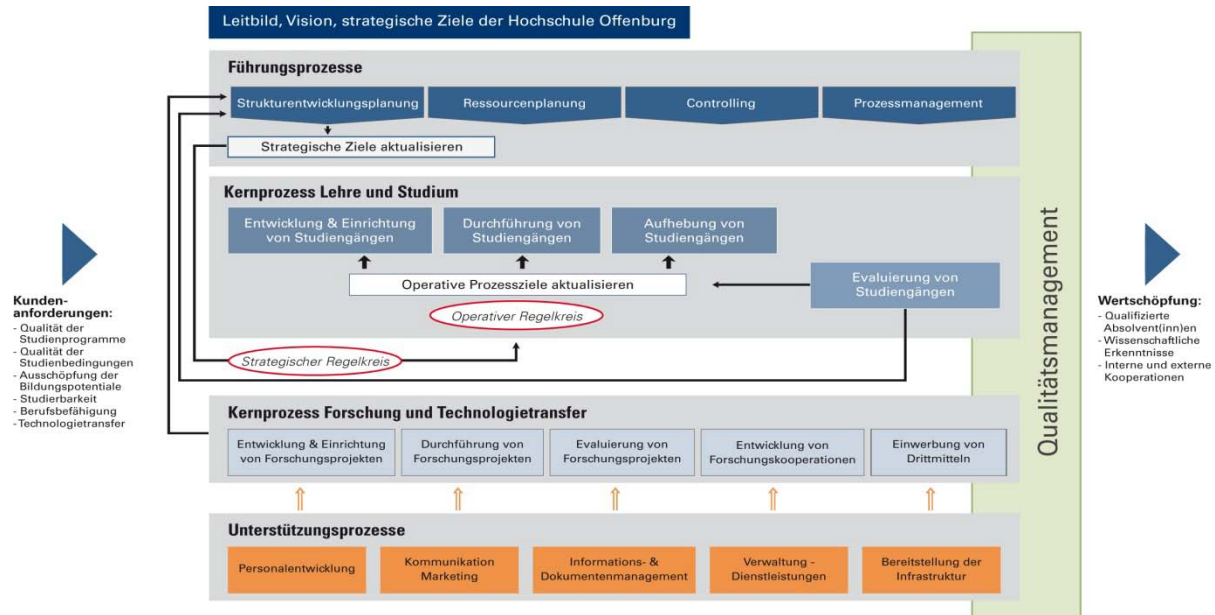 Leitbild, Vision, strategische Ziele der Hochschule Offenburg
Führungsprozesse
Strukturentwicklungsplanung
Ressourcenplanung
Controlling
Prozessmanagement
Strategische Ziele aktualisieren
Kernprozess Lehre und Studium
Entwicklung & Einrichtung
von Studiengängen
Durchführung von
Studiengängen
Aufhebung von
Studiengängen
Operative Prozessziele aktualisieren
Evaluierung von
Studiengängen
Operativer Regelkreis
Strategischer Regelkreis
Kunden-
anforderungen:
- Qualität der
Studienprogramme
- Qualität der
Studienbedingungen
- Ausschöpfung der
Bildungspotentiale
- Studierbarkeit
- Berufsbefähigung
- Technologietransfer
Kernprozess Forschung und Technologietransfer
Entwicklung & Einrichtung
von Forschungsprojekten
Durchführung von
Forschungsprojekten
Evaluierung von
Forschungsprojekten
Entwicklung von
Forschungskooperationen
Einwerbung von
Drittmitteln
Unterstützungsprozesse
Personalentwicklung
Kommunikation
Marketing
Informations- &
Dokumentenmanagement
Verwaltung -
Dienstleistungen
Bereitstellung der
Infrastruktur
Qualitätsmanagement
Wertschöpfung:
- Qualifizierte
Absolvent(inn)en
- Wissenschaftliche
Erkenntnisse
- Interne und externe
Kooperationen